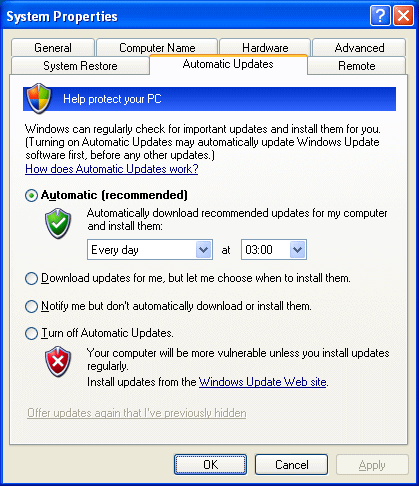 System Properties
General
Computer Name
Hardware
Advanced
System Restore
Automatic Updates
Remote
Help protect your PC
Windows can regularly check for important updates and install them for you.
(Turning on Automatic Updates may automatically update Windows Update
software first, before any other updates.)
How does Automatic Updates work?
Automatic (recommended)
Automatically download recommended updates for my computer
and install them:
Every day
at
03:00
Download updates for me, but let me choose when to install them.
Notify me but don't automatically download or install them.
Turn off Automatic Updates.
Your computer will be more vulnerable unless you install updates
regularly.
Install updates from the Windows Update Web site.
Offer updates again that I've previously hidden
OK
Cancel
Apply